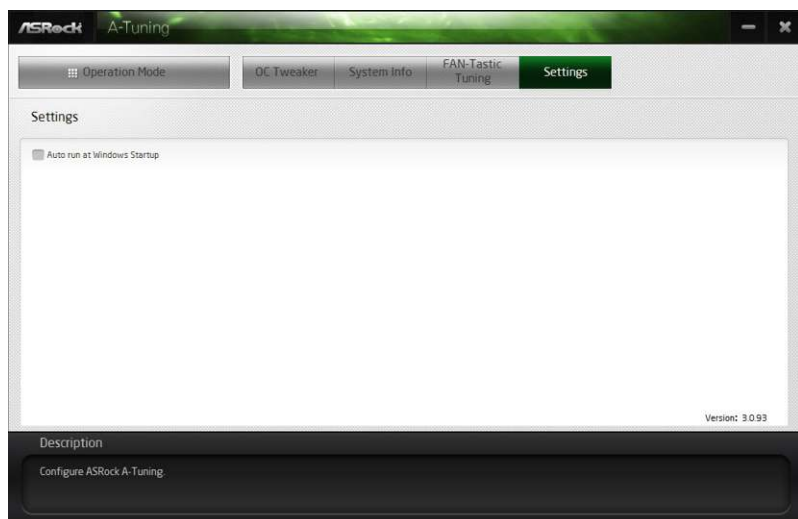 ASRock A-Tuning
Operation Mode OC Tweaker System Info FAN-Tastic Tuning Settings
Settings
Auto run at Windows Startup
Version: 3.0.93
Description
Configure ASRock A-Tuning.